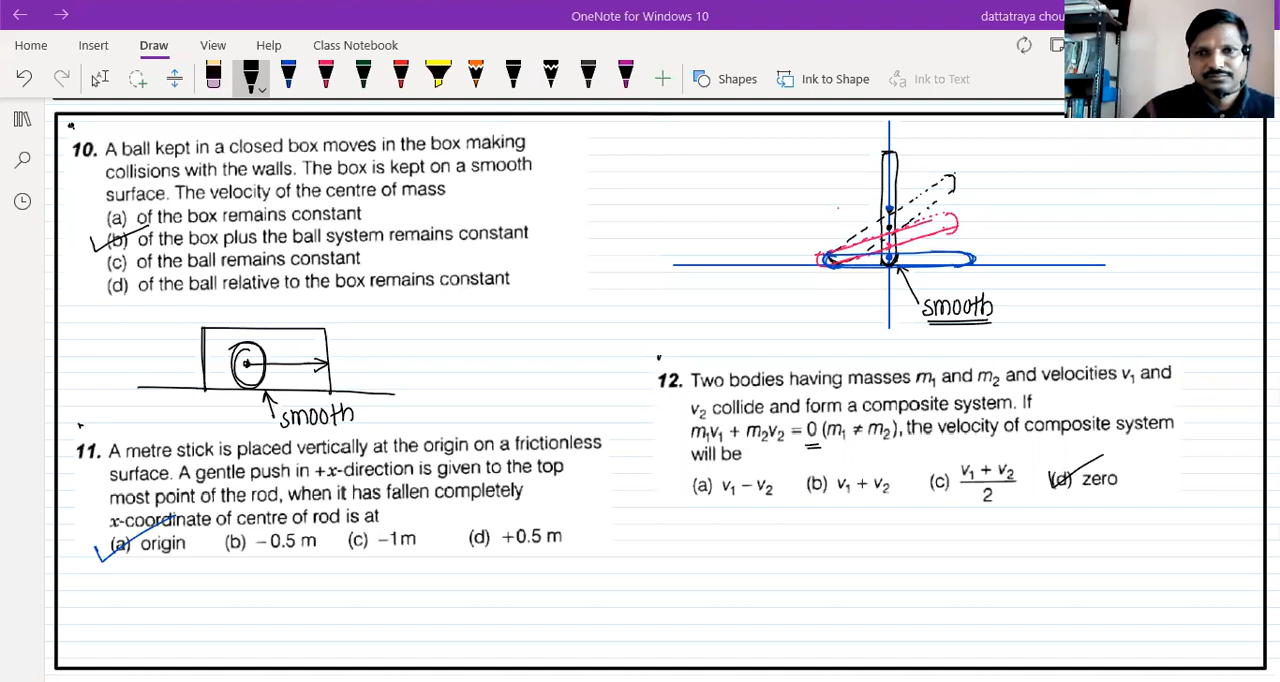 OneNote for Windows 10
dattatraya chou
Home Insert Draw View Help Class Notebook
Shapes Ink to Shape Ink to Text
10. A ball kept in a closed box moves in the box making
collisions with the walls. The box is kept on a smooth
surface. The velocity of the centre of mass
(a) of the box remains constant
(b) of the box plus the ball system remains constant
(c) of the ball remains constant
(d) of the ball relative to the box remains constant
smooth
11. A metre stick is placed vertically at the origin on a frictionless
surface. A gentle push in +x-direction is given to the top
most point of the rod, when it has fallen completely
x-coordinate of centre of rod is at
(a) origin (b) – 0.5 m (c) –1m (d) +0.5 m
smooth
12. Two bodies having masses m₁ and m₂ and velocities v₁ and
v₂ collide and form a composite system. If
m₁v₁ + m₂v₂ = 0 (m₁ ≠ m₂), the velocity of composite system
will be
(a) v₁ – v₂ (b) v₁ + v₂ (c) (v₁ + v₂)/2 (d) zero